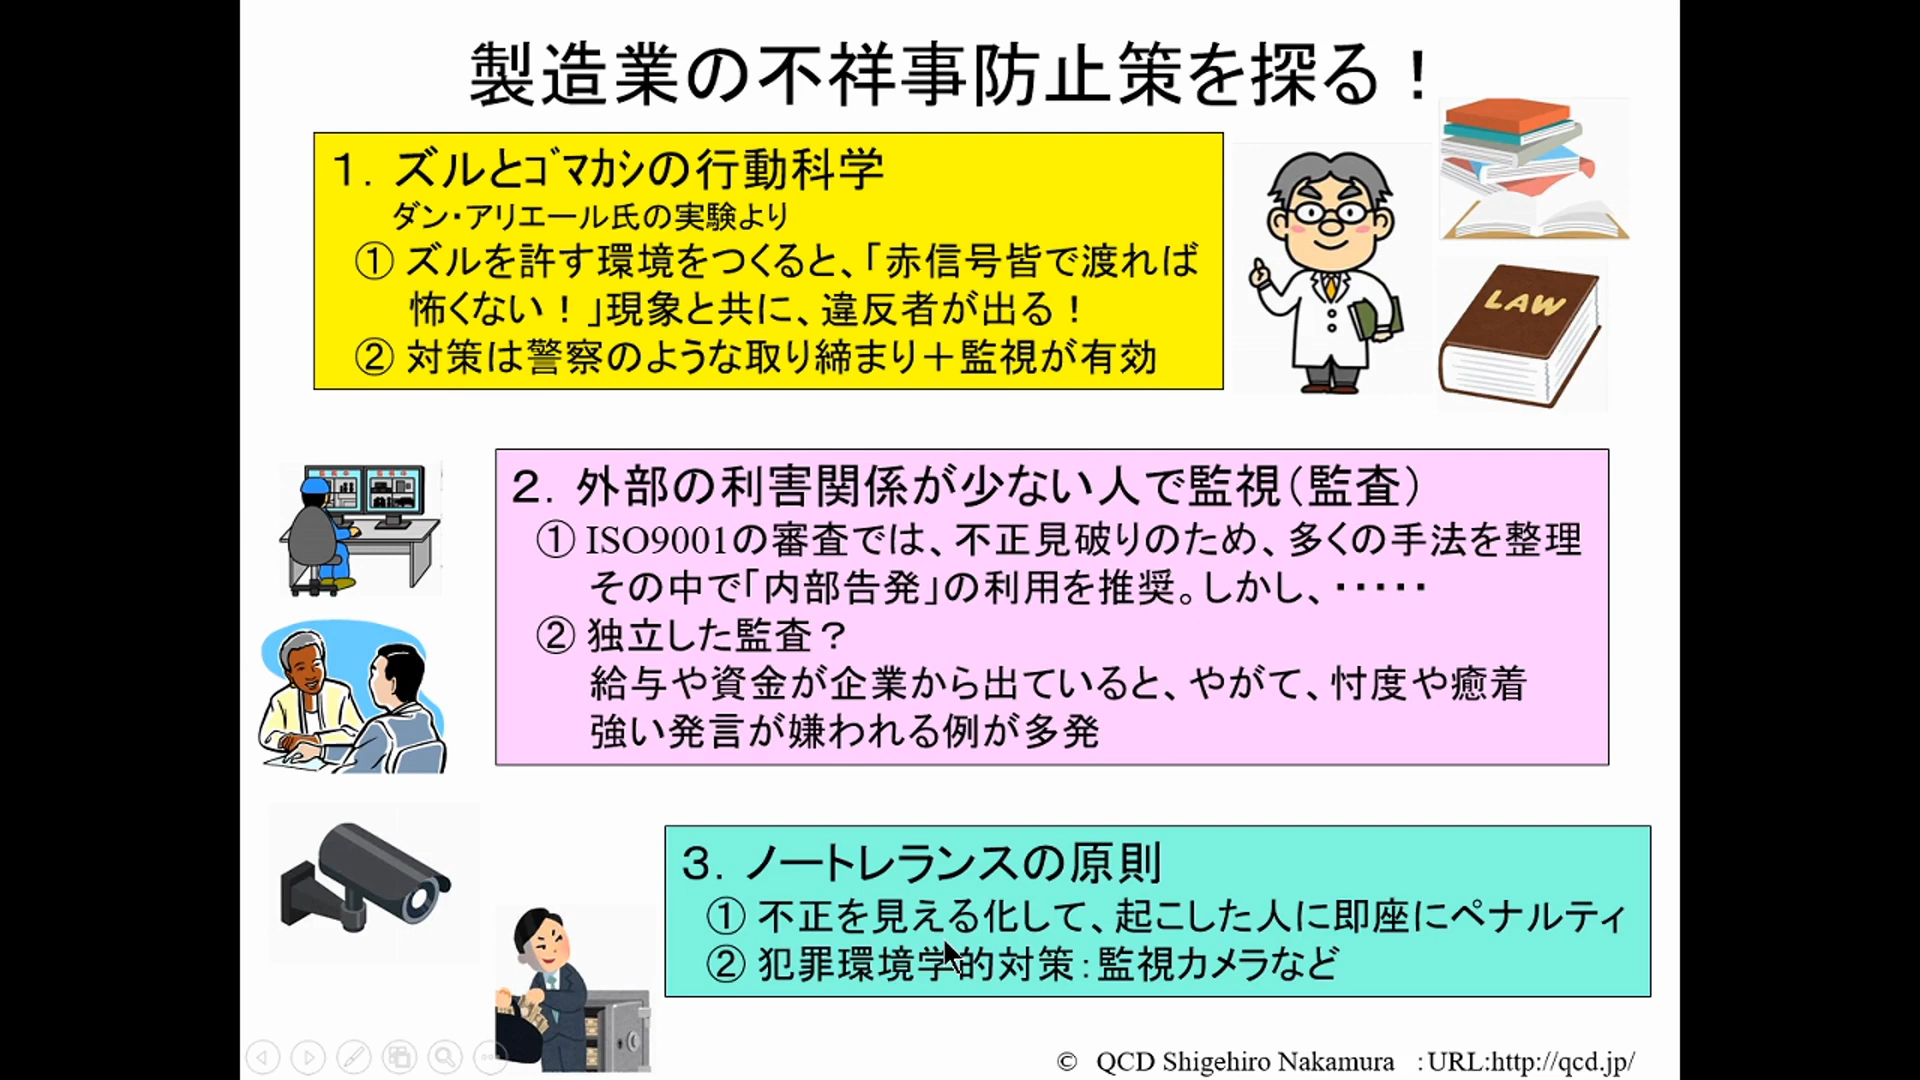 製造業の不祥事防止策を探る！
１．ズルとｺﾞﾏｶｼの行動科学
ダン・アリエール氏の実験より
① ズルを許す環境をつくると、「赤信号皆で渡れば
怖くない！」現象と共に、違反者が出る！
② 対策は警察のような取り締まり＋監視が有効
LAW
２．外部の利害関係が少ない人で監視（監査）
① ISO9001の審査では、不正見破りのため、多くの手法を整理
その中で「内部告発」の利用を推奨。しかし、・・・・・
② 独立した監査？
給与や資金が企業から出ていると、やがて、忖度や癒着
強い発言が嫌われる例が多発
３．ノートレランスの原則
① 不正を見える化して、起こした人に即座にペナルティ
② 犯罪環境学的対策：監視カメラなど
© QCD Shigehiro Nakamura ：URL:http://qcd.jp/